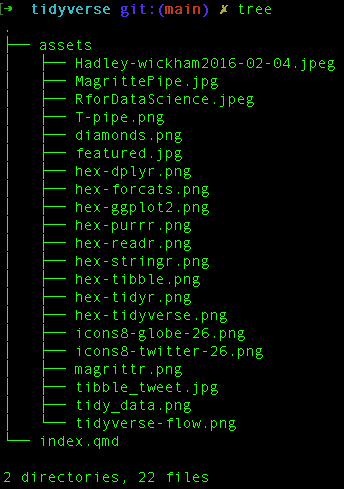 [➜  tidyverse git:(main) ✗ tree
.
├── assets
│   ├── Hadley-wickham2016-02-04.jpeg
│   ├── MagrittePipe.jpg
│   ├── RforDataScience.jpeg
│   ├── T-pipe.png
│   ├── diamonds.png
│   ├── featured.jpg
│   ├── hex-dplyr.png
│   ├── hex-forcats.png
│   ├── hex-ggplot2.png
│   ├── hex-purrr.png
│   ├── hex-readr.png
│   ├── hex-stringr.png
│   ├── hex-tibble.png
│   ├── hex-tidyr.png
│   ├── hex-tidyverse.png
│   ├── icons8-globe-26.png
│   ├── icons8-twitter-26.png
│   ├── magrittr.png
│   ├── tibble_tweet.jpg
│   ├── tidy_data.png
│   └── tidyverse-flow.png
└── index.qmd
2 directories, 22 files